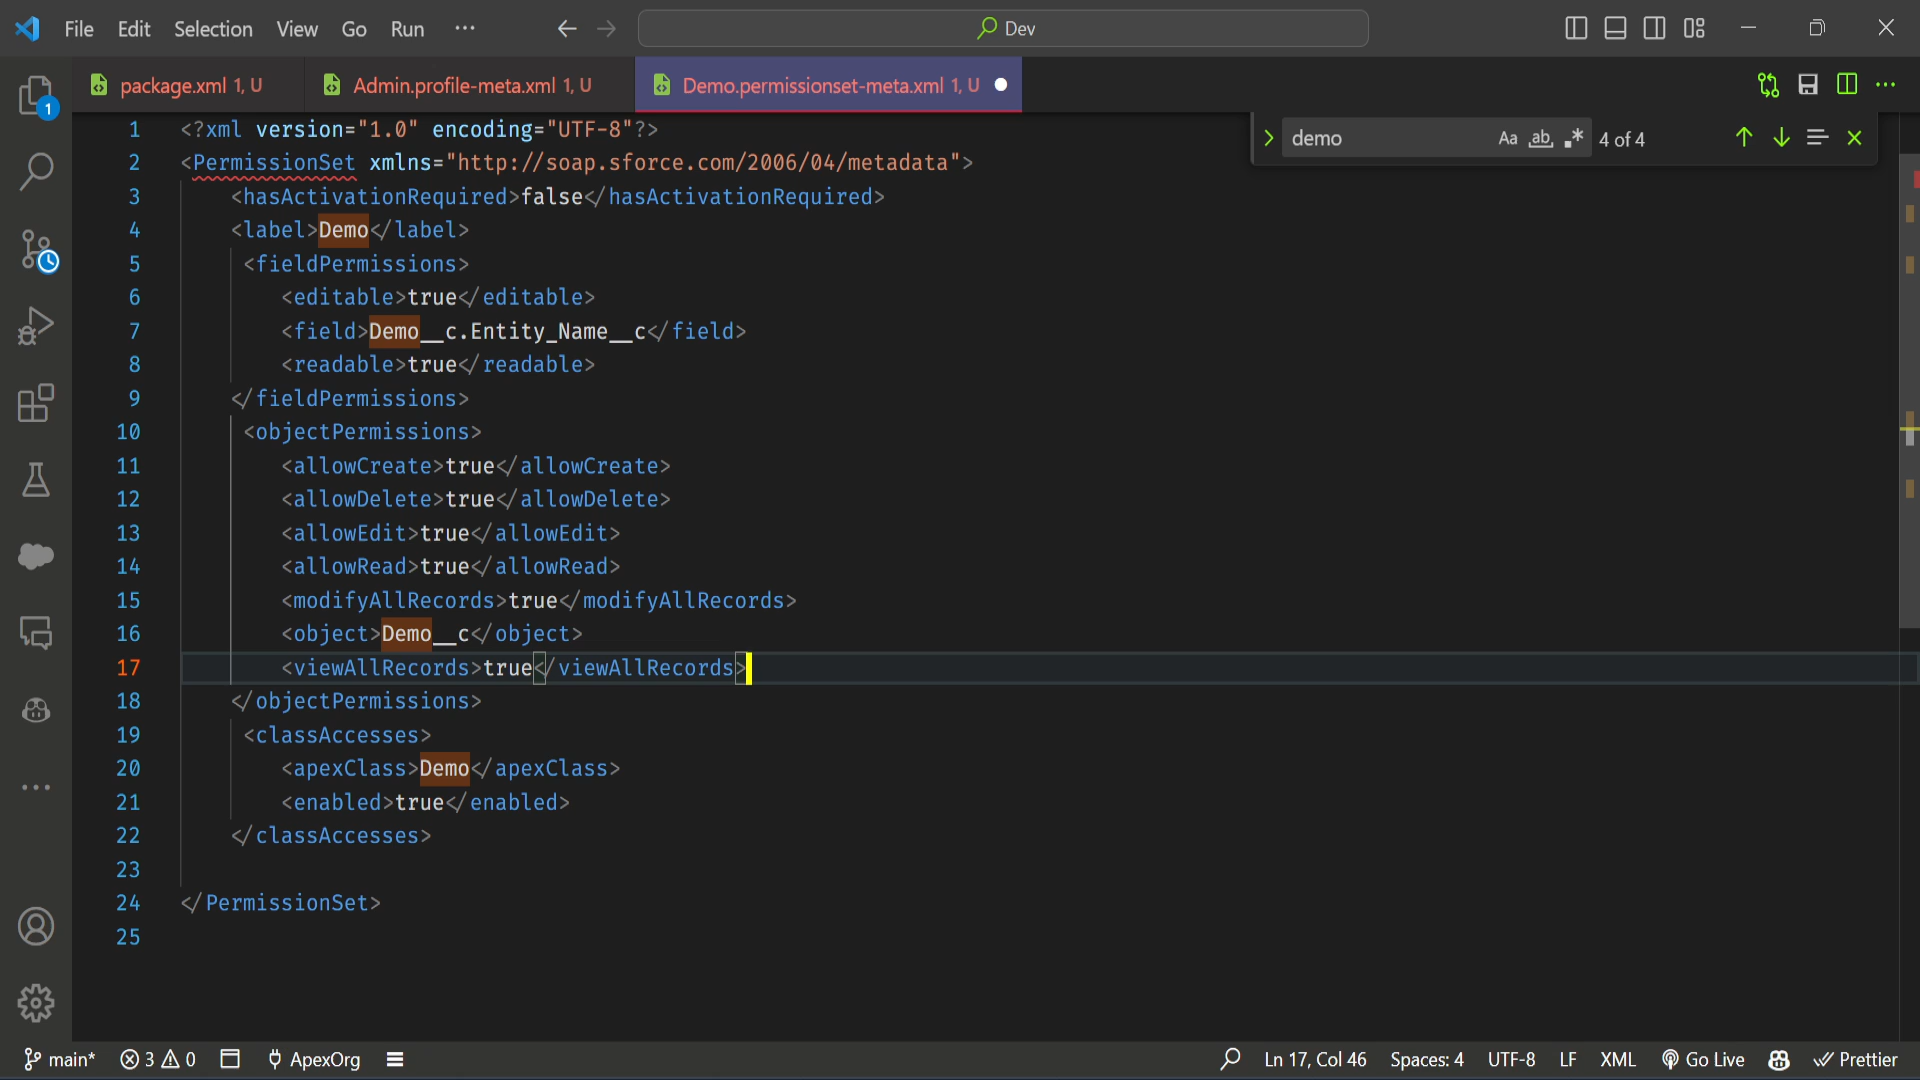 File Edit Selection View Go Run ··· Dev
package.xml 1, U Admin.profile-meta.xml 1, U Demo.permissionset-meta.xml 1, U
demo Aa ab 4 of 4
1 <?xml version="1.0" encoding="UTF-8"?>
2 <PermissionSet xmlns="http://soap.sforce.com/2006/04/metadata">
3 <hasActivationRequired>false</hasActivationRequired>
4 <label>Demo</label>
5 <fieldPermissions>
6 <editable>true</editable>
7 <field>Demo__c.Entity_Name__c</field>
8 <readable>true</readable>
9 </fieldPermissions>
10 <objectPermissions>
11 <allowCreate>true</allowCreate>
12 <allowDelete>true</allowDelete>
13 <allowEdit>true</allowEdit>
14 <allowRead>true</allowRead>
15 <modifyAllRecords>true</modifyAllRecords>
16 <object>Demo__c</object>
17 <viewAllRecords>true</viewAllRecords>
18 </objectPermissions>
19 <classAccesses>
20 <apexClass>Demo</apexClass>
21 <enabled>true</enabled>
22 </classAccesses>
23
24 </PermissionSet>
25
1
main* 3 0 ApexOrg Ln 17, Col 46 Spaces: 4 UTF-8 LF XML Go Live Prettier